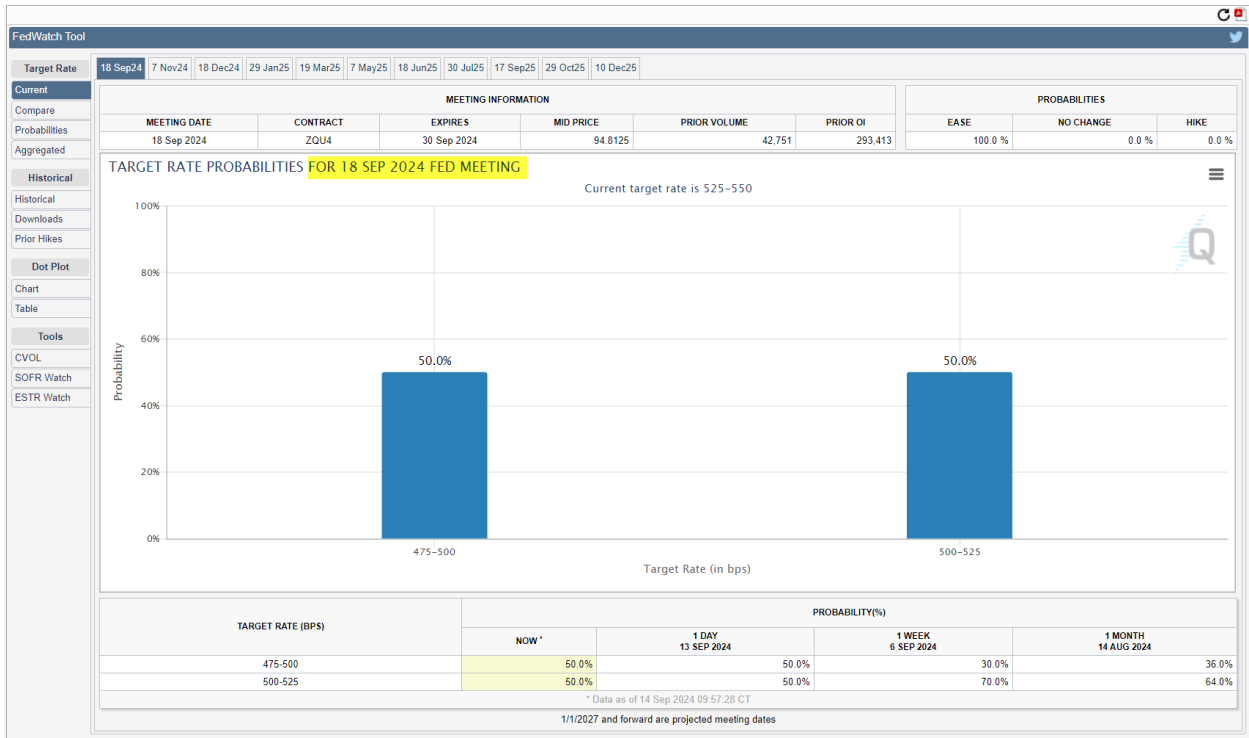 FedWatch Tool
Target Rate
Current
Compare
Probabilities
Aggregated
Historical
Historical
Downloads
Prior Hikes
Dot Plot
Chart
Table
Tools
CVOL
SOFR Watch
ESTR Watch
18 Sep24 7 Nov24 18 Dec24 29 Jan25 19 Mar25 7 May25 18 Jun25 30 Jul25 17 Sep25 29 Oct25 10 Dec25
MEETING INFORMATION
MEETING DATE CONTRACT EXPIRES MID PRICE PRIOR VOLUME PRIOR OI
18 Sep 2024 ZQU4 30 Sep 2024 94.8125 42,751 293,413
PROBABILITIES
EASE NO CHANGE HIKE
100.0 % 0.0 % 0.0 %
TARGET RATE PROBABILITIES FOR 18 SEP 2024 FED MEETING
Current target rate is 525-550
Probability
100%
80%
60%
40%
20%
0%
50.0% 50.0%
475-500 500-525
Target Rate (in bps)
Q
TARGET RATE (BPS) PROBABILITY(%)
NOW * 1 DAY 13 SEP 2024 1 WEEK 6 SEP 2024 1 MONTH 14 AUG 2024
475-500 50.0% 50.0% 30.0% 36.0%
500-525 50.0% 50.0% 70.0% 64.0%
* Data as of 14 Sep 2024 09:57:28 CT
1/1/2027 and forward are projected meeting dates